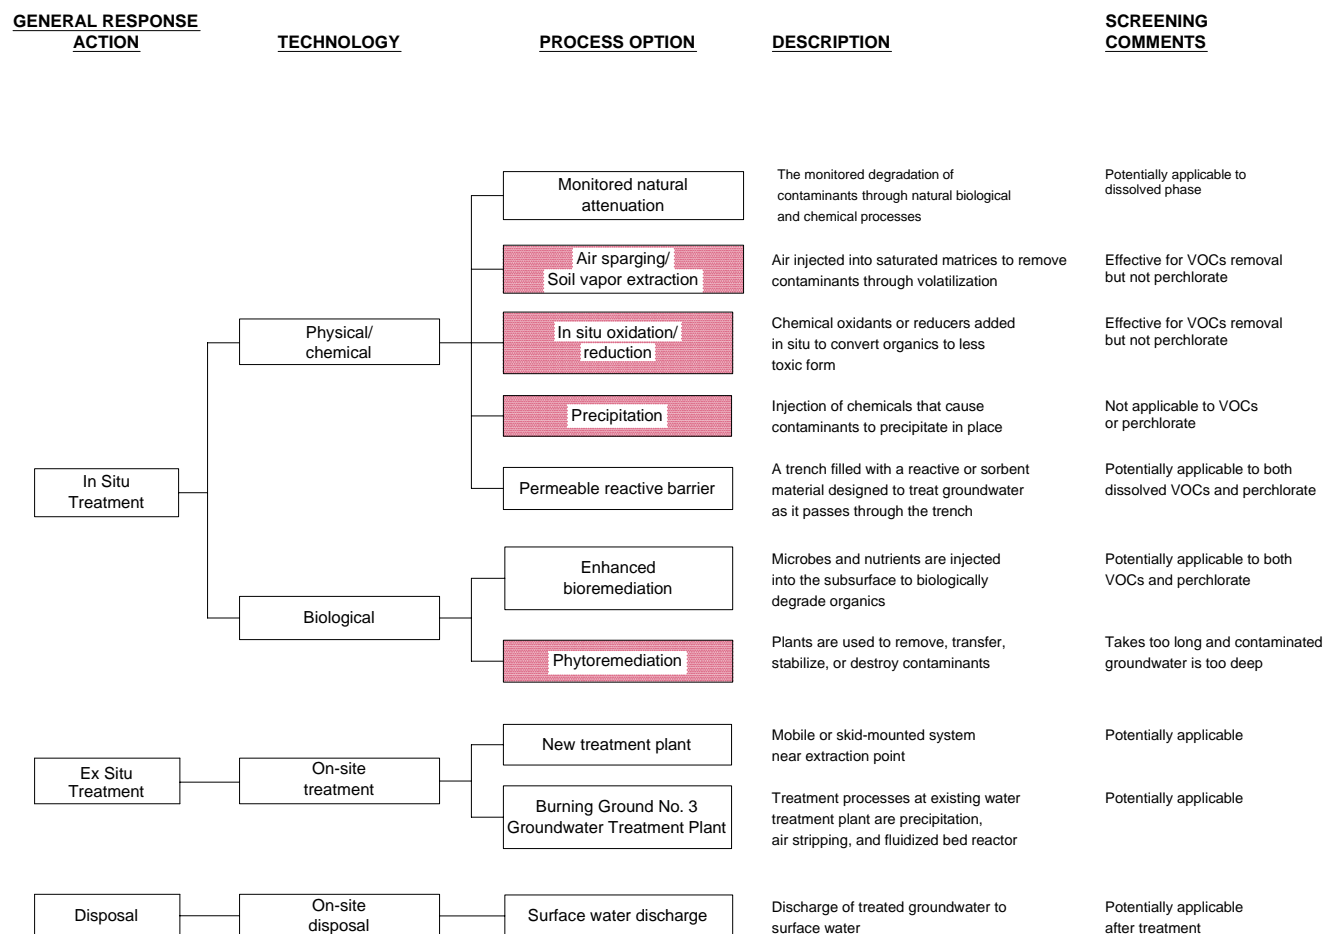 GENERAL RESPONSE
ACTION
TECHNOLOGY
PROCESS OPTION
DESCRIPTION
SCREENING
COMMENTS
Monitored natural
attenuation
The monitored degradation of
contaminants through natural biological
and chemical processes
Potentially applicable to
dissolved phase
Air sparging/
Soil vapor extraction
Air injected into saturated matrices to remove
contaminants through volatilization
Effective for VOCs removal
but not perchlorate
Physical/
chemical
In situ oxidation/
reduction
Chemical oxidants or reducers added
in situ to convert organics to less
toxic form
Effective for VOCs removal
but not perchlorate
Precipitation
Injection of chemicals that cause
contaminants to precipitate in place
Not applicable to VOCs
or perchlorate
In Situ
Treatment
Permeable reactive barrier
A trench filled with a reactive or sorbent
material designed to treat groundwater
as it passes through the trench
Potentially applicable to both
dissolved VOCs and perchlorate
Enhanced
bioremediation
Microbes and nutrients are injected
into the subsurface to biologically
degrade organics
Potentially applicable to both
VOCs and perchlorate
Biological
Phytoremediation
Plants are used to remove, transfer,
stabilize, or destroy contaminants
Takes too long and contaminated
groundwater is too deep
New treatment plant
Mobile or skid-mounted system
near extraction point
Potentially applicable
Ex Situ
Treatment
On-site
treatment
Burning Ground No. 3
Groundwater Treatment Plant
Treatment processes at existing water
treatment plant are precipitation,
air stripping, and fluidized bed reactor
Potentially applicable
Disposal
On-site
disposal
Surface water discharge
Discharge of treated groundwater to
surface water
Potentially applicable
after treatment